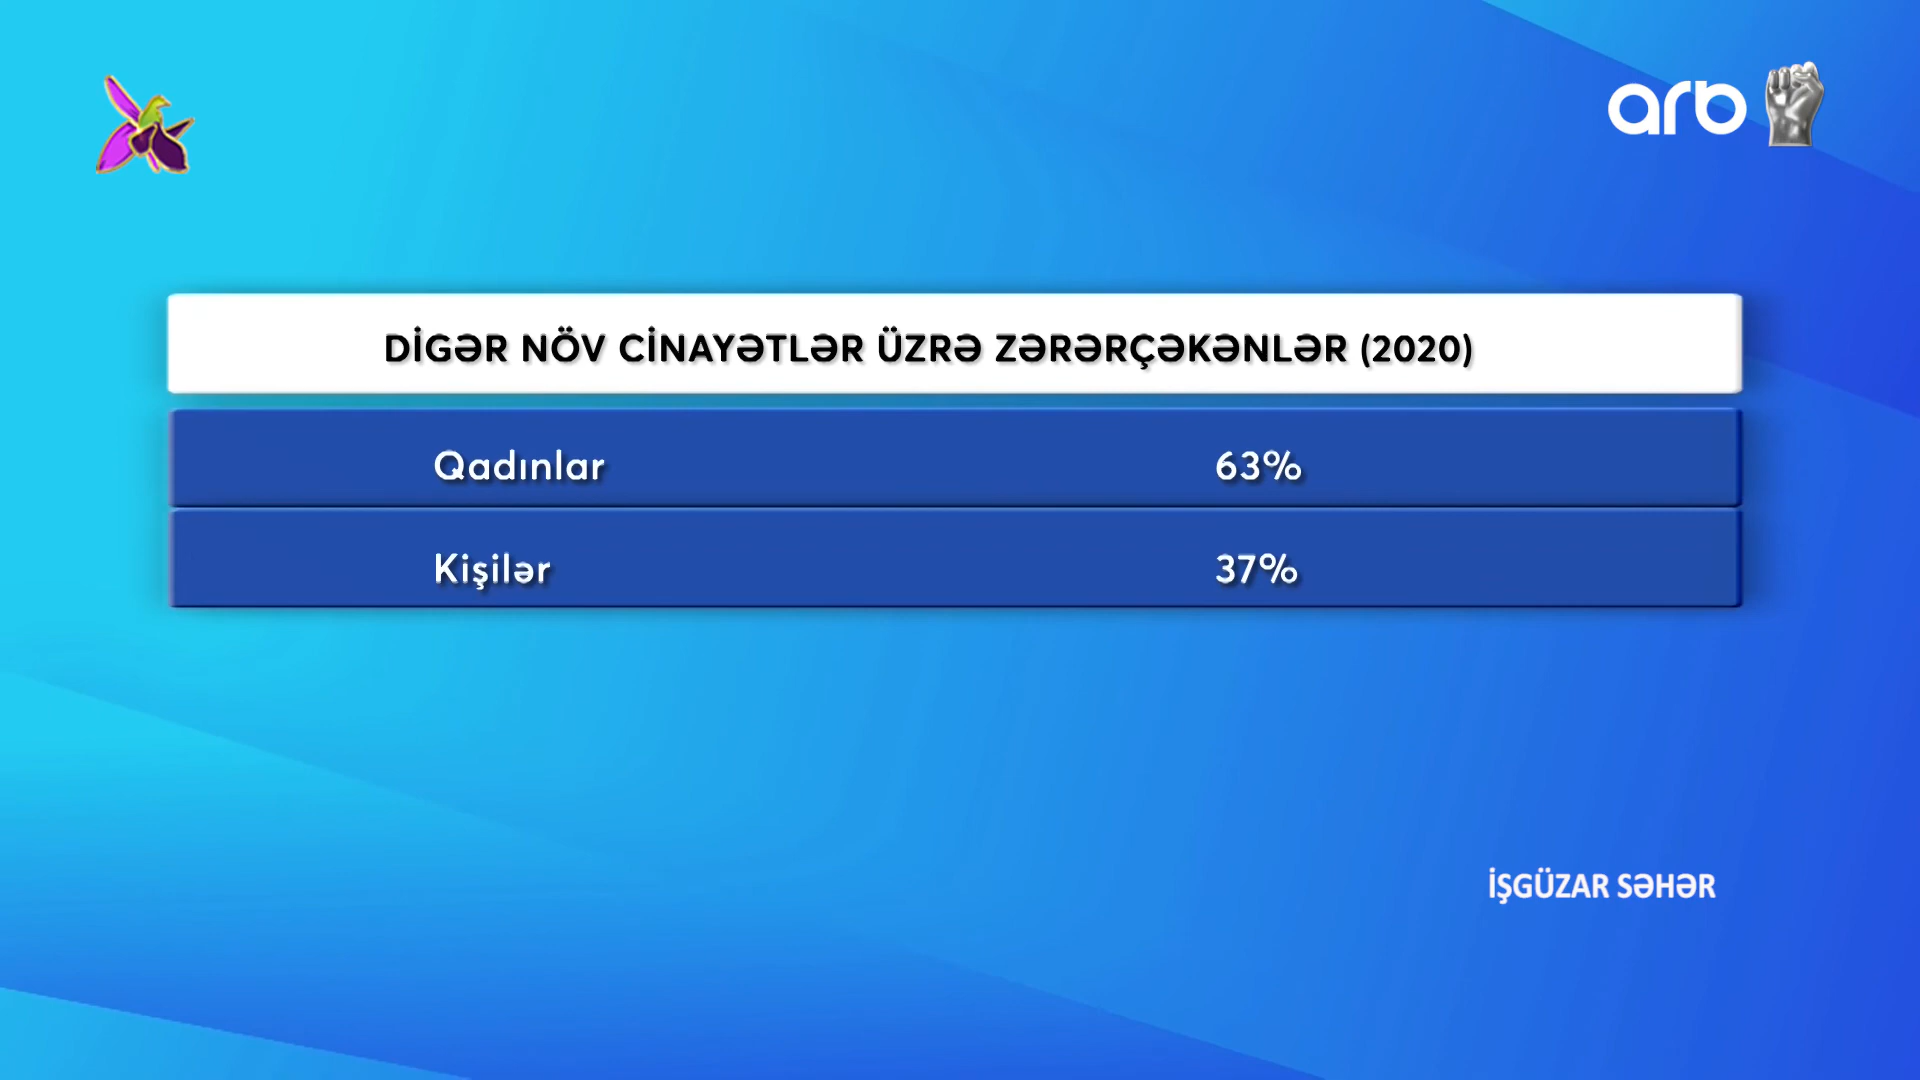 arb
DİGƏR NÖV CİNAYƏTLƏR ÜZRƏ ZƏRƏRÇƏKƏNLƏR (2020)
Qadınlar 63%
Kişilər 37%
İŞGÜZAR SƏHƏR